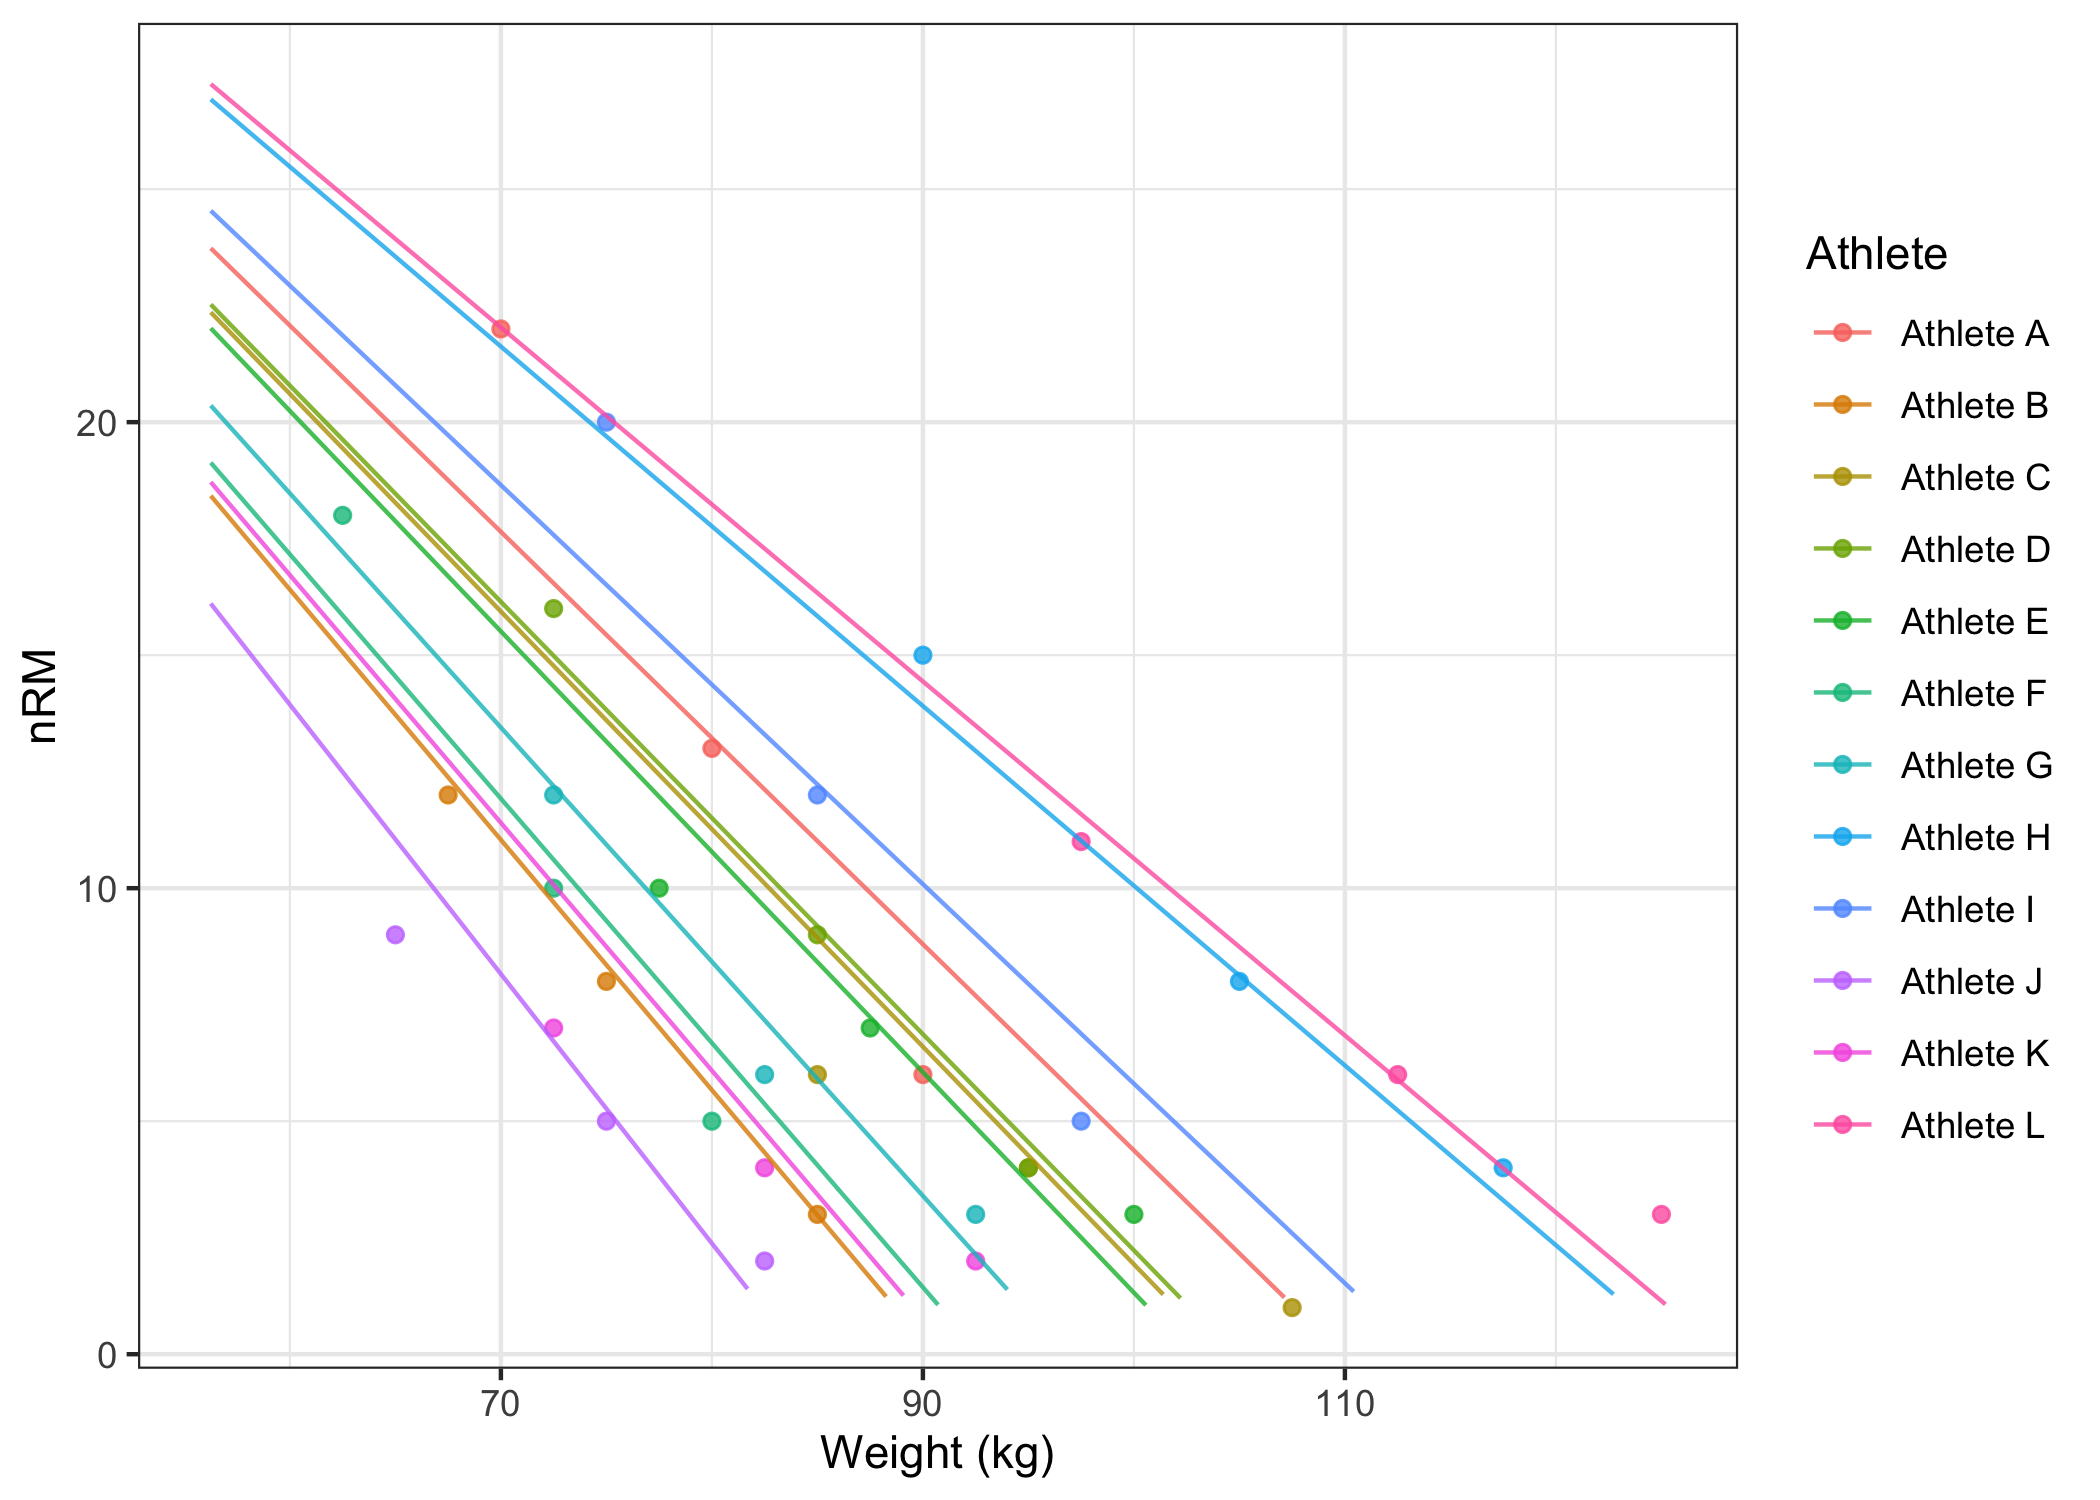 nRM
20
10
0
70
90
110
Weight (kg)
Athlete
Athlete A
Athlete B
Athlete C
Athlete D
Athlete E
Athlete F
Athlete G
Athlete H
Athlete I
Athlete J
Athlete K
Athlete L